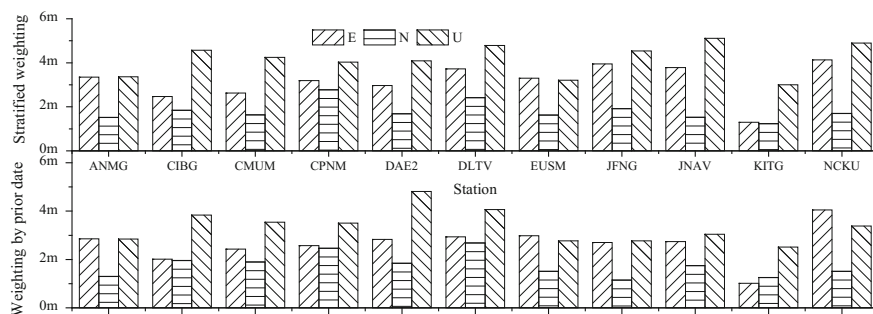 Stratified weighting
6m
4m
2m
0m
E N U
ANMG CIBG CMUM CPNM DAE2 DLTV EUSM JFNG JNAV KITG NCKU
Station
Weighting by prior date
6m
4m
2m
0m